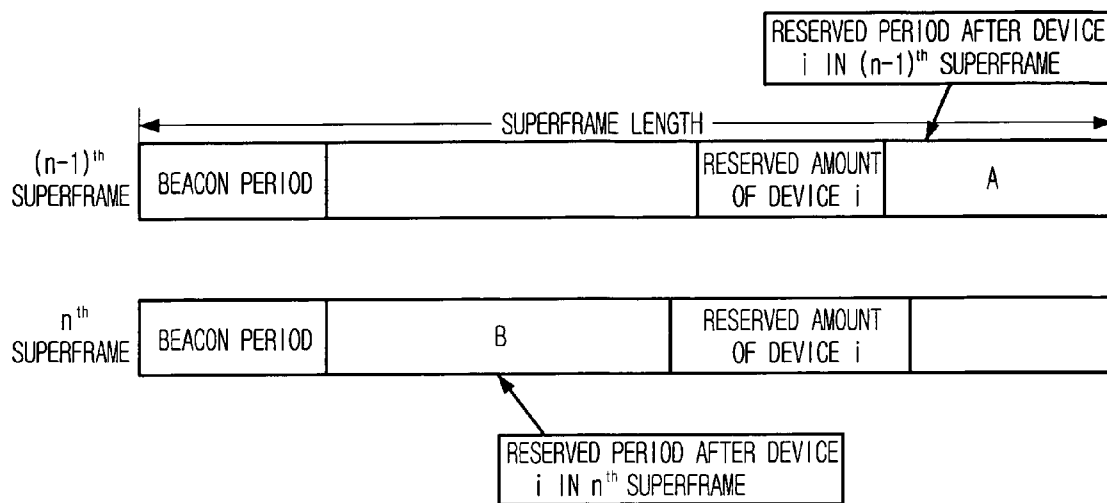 RESERVED PERIOD AFTER DEVICE
i IN (n-1)th SUPERFRAME
SUPERFRAME LENGTH
(n-1)th
SUPERFRAME
BEACON PERIOD
RESERVED AMOUNT
OF DEVICE i
A
nth
SUPERFRAME
BEACON PERIOD
B
RESERVED AMOUNT
OF DEVICE i
RESERVED PERIOD AFTER DEVICE
i IN nth SUPERFRAME